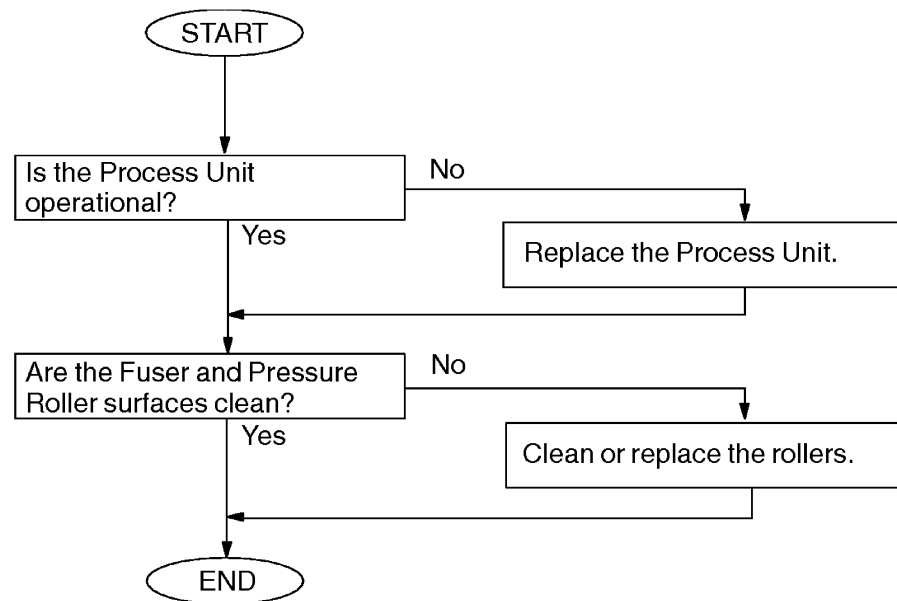 START
Is the Process Unit
operational?
No
Yes
Replace the Process Unit.
Are the Fuser and Pressure
Roller surfaces clean?
No
Yes
Clean or replace the rollers.
END